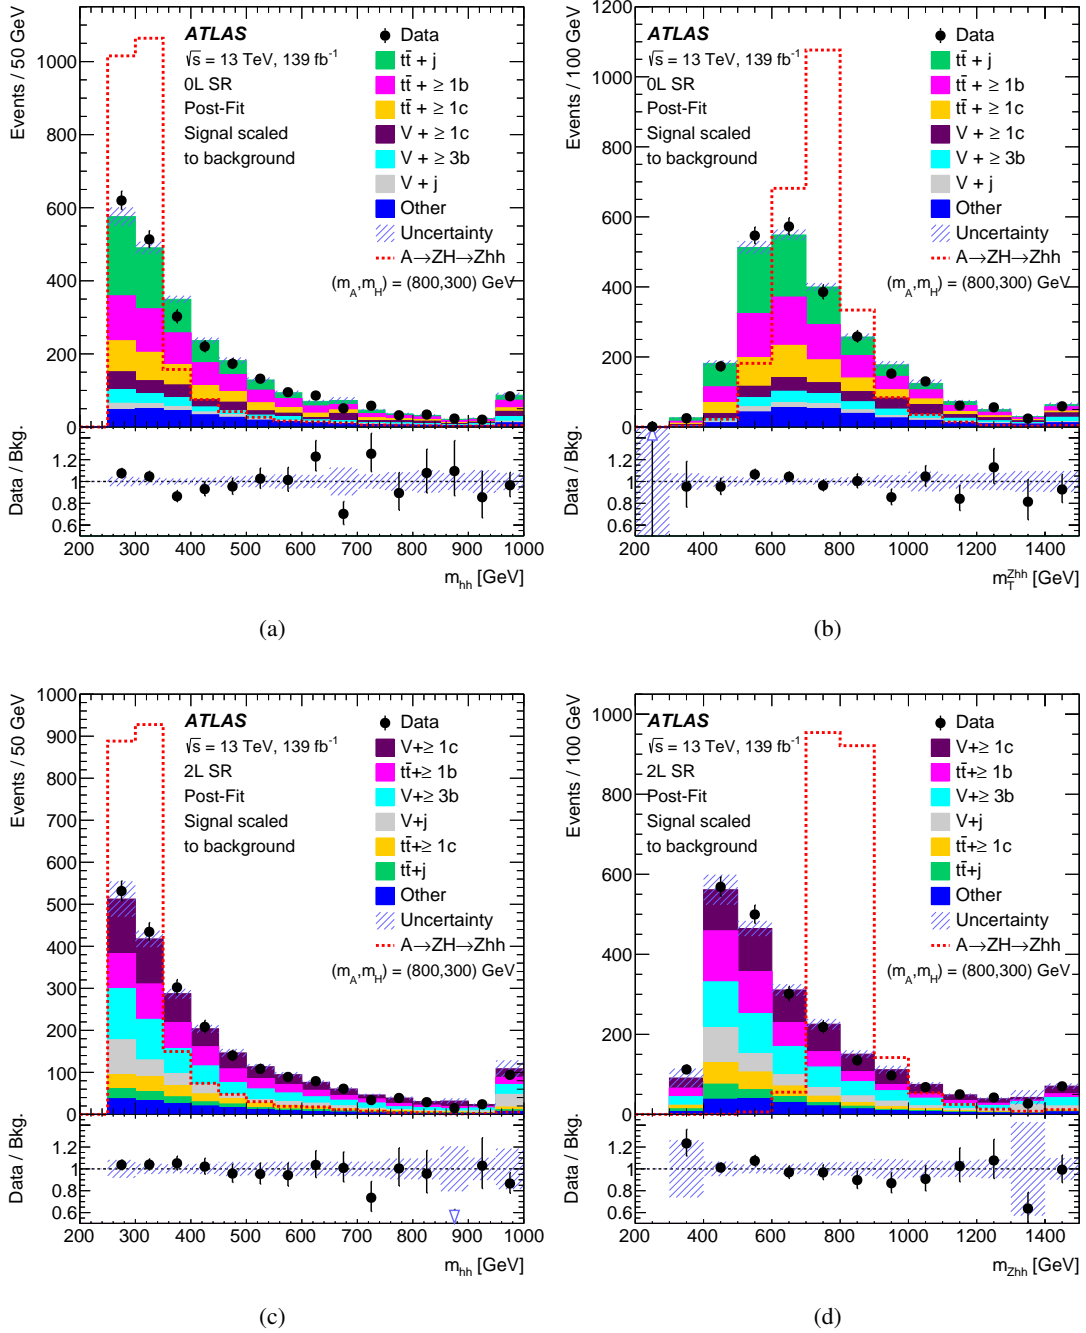 ATLAS
√s = 13 TeV, 139 fb⁻¹
0L SR
Post-Fit
Signal scaled
to background
Data
tt̄ + j
tt̄ + ≥ 1b
tt̄ + ≥ 1c
V + ≥ 1c
V + ≥ 3b
V + j
Other
Uncertainty
A→ZH→Zhh
(m_A,m_H) = (800,300) GeV
Events / 50 GeV
1000
800
600
400
200
0
Data / Bkg.
1.2
1
0.8
0.6
200 300 400 500 600 700 800 900 1000
m_hh [GeV]
(a)
ATLAS
√s = 13 TeV, 139 fb⁻¹
0L SR
Post-Fit
Signal scaled
to background
Data
tt̄ + j
tt̄ + ≥ 1b
tt̄ + ≥ 1c
V + ≥ 1c
V + ≥ 3b
V + j
Other
Uncertainty
A→ZH→Zhh
(m_A,m_H) = (800,300) GeV
Events / 100 GeV
1200
1000
800
600
400
200
0
Data / Bkg.
1.2
1
0.8
0.6
200 400 600 800 1000 1200 1400
m_T^Zhh [GeV]
(b)
ATLAS
√s = 13 TeV, 139 fb⁻¹
2L SR
Post-Fit
Signal scaled
to background
Data
V+≥ 1c
tt̄+≥ 1b
V+≥ 3b
V+j
tt̄+≥ 1c
tt̄+j
Other
Uncertainty
A→ZH→Zhh
(m_A,m_H) = (800,300) GeV
Events / 50 GeV
1000
900
800
700
600
500
400
300
200
100
0
Data / Bkg.
1.2
1
0.8
0.6
200 300 400 500 600 700 800 900 1000
m_hh [GeV]
(c)
ATLAS
√s = 13 TeV, 139 fb⁻¹
2L SR
Post-Fit
Signal scaled
to background
Data
V+≥ 1c
tt̄+≥ 1b
V+≥ 3b
V+j
tt̄+≥ 1c
tt̄+j
Other
Uncertainty
A→ZH→Zhh
(m_A,m_H) = (800,300) GeV
Events / 100 GeV
1000
800
600
400
200
0
Data / Bkg.
1.2
1
0.8
0.6
200 400 600 800 1000 1200 1400
m_Zhh [GeV]
(d)